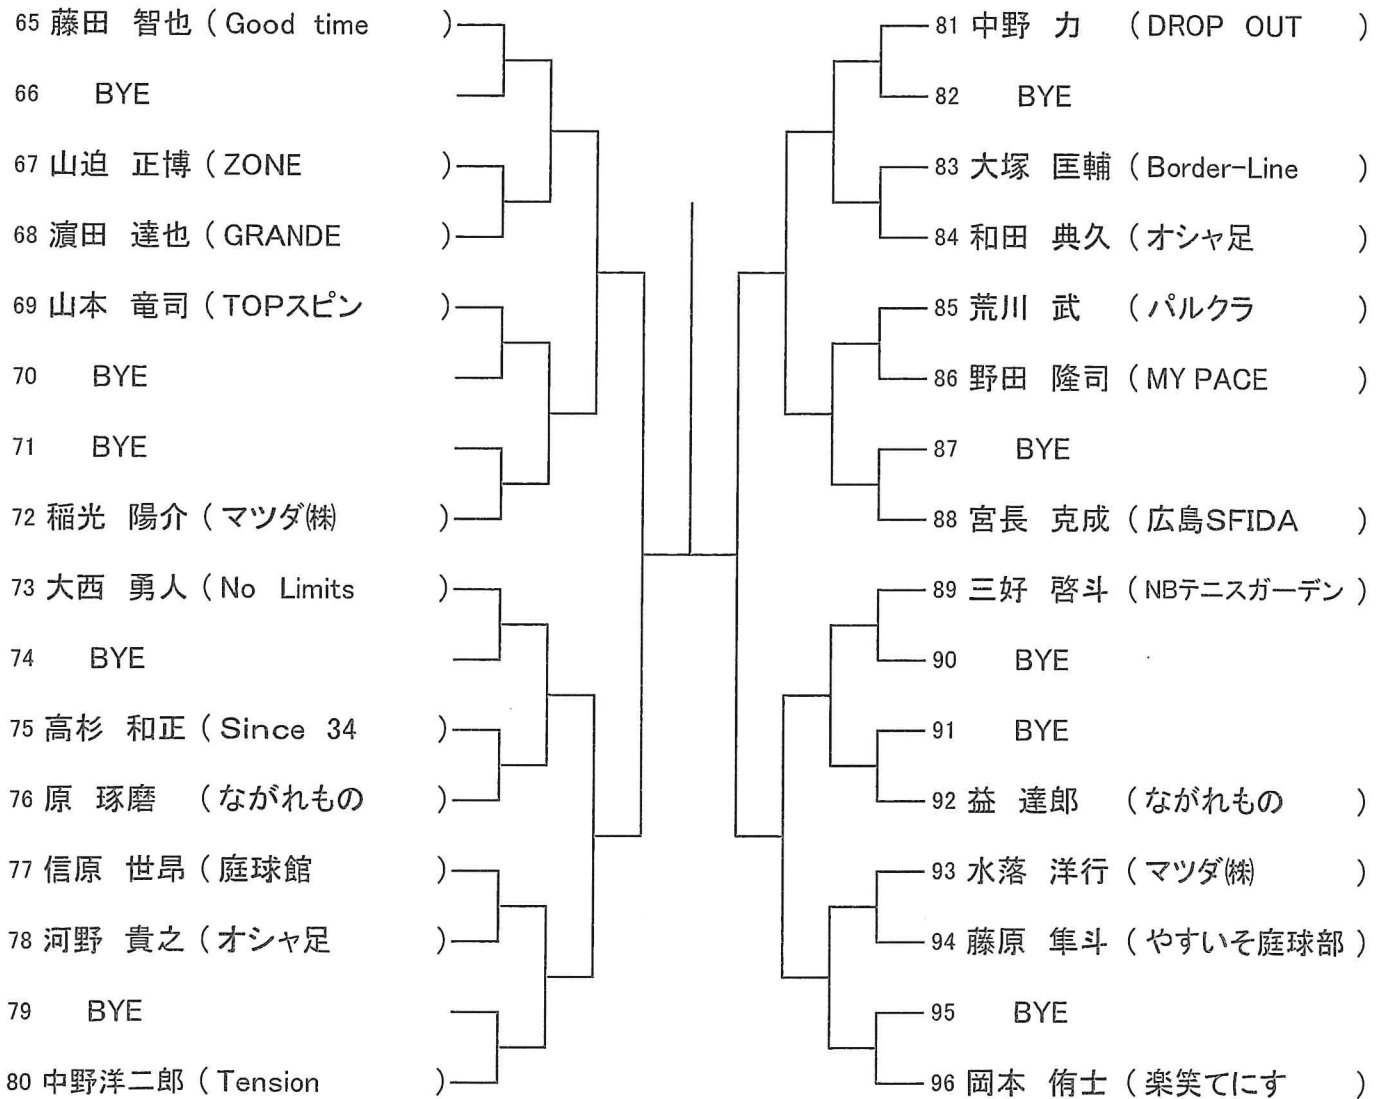 65 藤田 智也 ( Good time )
66 BYE
67 山迫 正博 ( ZONE )
68 濵田 達也 ( GRANDE )
69 山本 竜司 ( TOPスピン )
70 BYE
71 BYE
72 稲光 陽介 ( マツダ㈱ )
73 大西 勇人 ( No Limits )
74 BYE
75 高杉 和正 ( Since 34 )
76 原 琢磨 ( ながれもの )
77 信原 世昂 ( 庭球館 )
78 河野 貴之 ( オシャ足 )
79 BYE
80 中野洋二郎 ( Tension )
81 中野 力 ( DROP OUT )
82 BYE
83 大塚 匡輔 ( Border-Line )
84 和田 典久 ( オシャ足 )
85 荒川 武 ( パルクラ )
86 野田 隆司 ( MY PACE )
87 BYE
88 宮長 克成 ( 広島SFIDA )
89 三好 啓斗 ( NBテニスガーデン )
90 BYE
91 BYE
92 益 達郎 ( ながれもの )
93 水落 洋行 ( マツダ㈱ )
94 藤原 隼斗 ( やすいそ庭球部 )
95 BYE
96 岡本 侑士 ( 楽笑てにす )